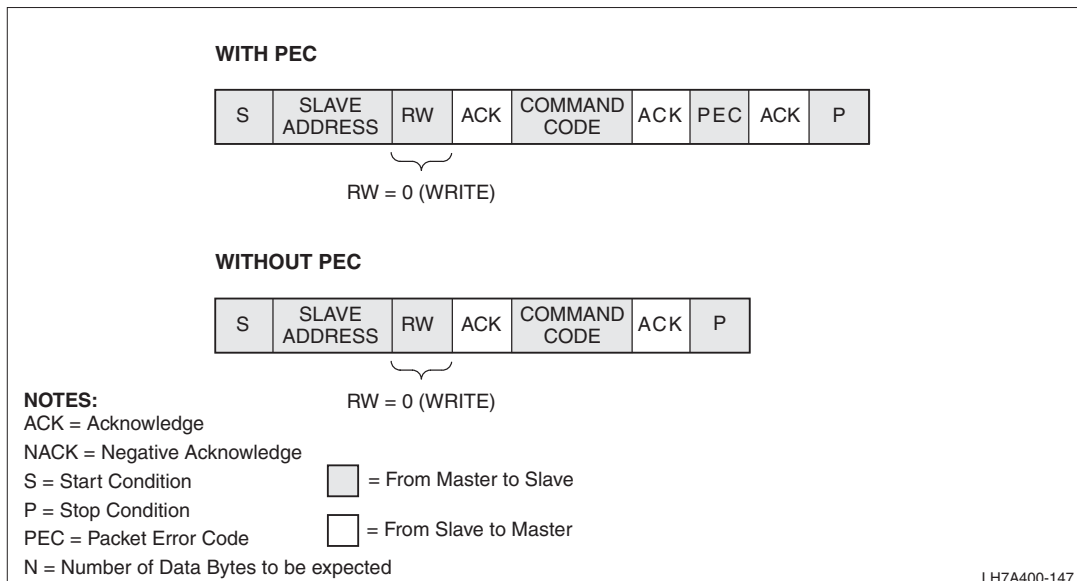 WITH PEC
S SLAVE ADDRESS RW ACK COMMAND CODE ACK PEC ACK P
RW = 0 (WRITE)
WITHOUT PEC
S SLAVE ADDRESS RW ACK COMMAND CODE ACK P
RW = 0 (WRITE)
NOTES:
ACK = Acknowledge
NACK = Negative Acknowledge
S = Start Condition
P = Stop Condition
PEC = Packet Error Code
N = Number of Data Bytes to be expected
= From Master to Slave
= From Slave to Master
LH7A400-147